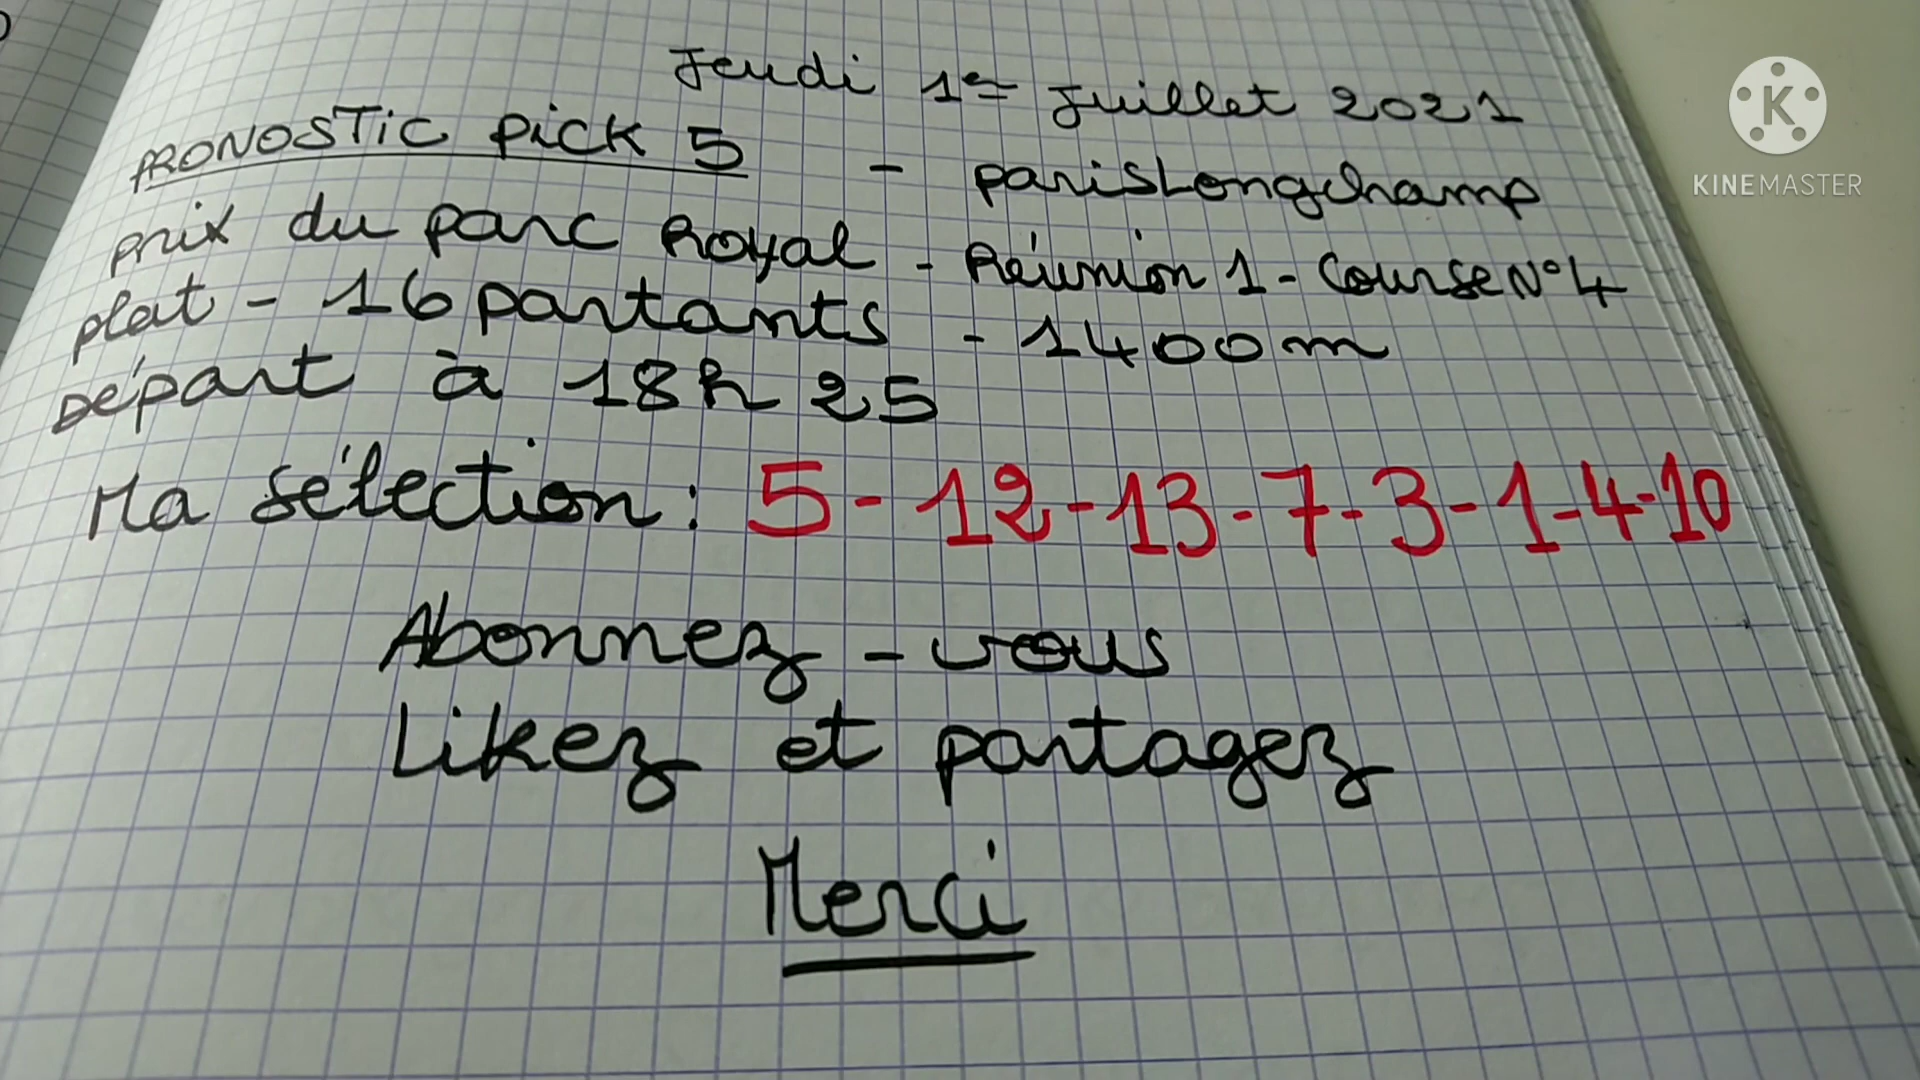 Jeudi 1er Juillet 2021
PRONOSTIC PICK 5 - parisLongchamp
prix du parc Royal - Réunion 1 - Course N°4
plat - 16 partants - 1400m
Départ à 18h25
Ma sélection : 5-12-13-7-3-1-4-10
Abonnez-vous
Likez et partagez
Merci
K
KINEMASTER